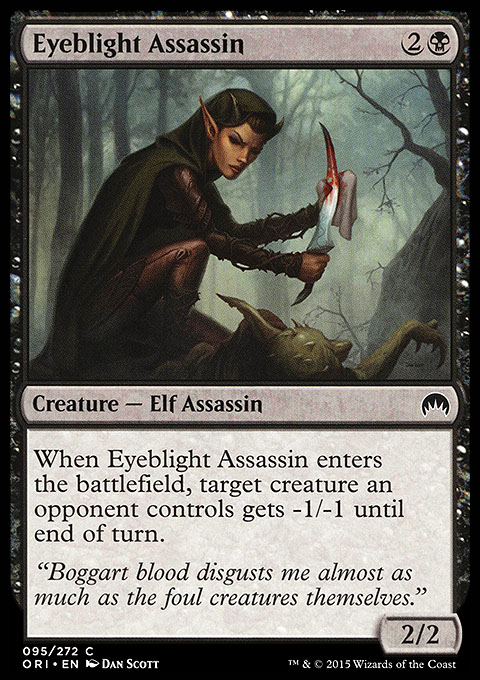 Eyeblight Assassin 2
Creature — Elf Assassin
When Eyeblight Assassin enters
the battlefield, target creature an
opponent controls gets -1/-1 until
end of turn.
“Boggart blood disgusts me almost as
much as the foul creatures themselves.”
2/2
095/272 C
ORI • EN Dan Scott
™ & © 2015 Wizards of the Coast